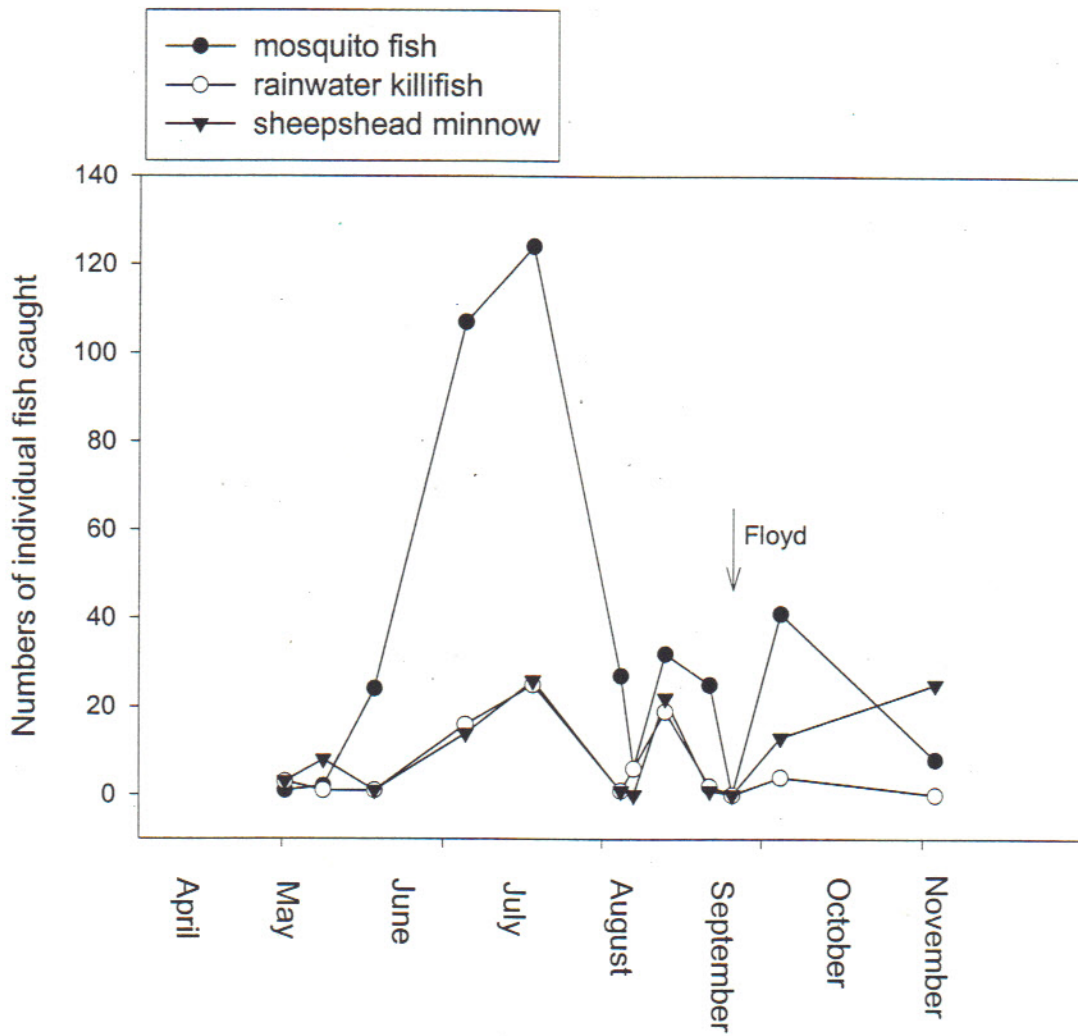 mosquito fish
rainwater killifish
sheepshead minnow
140
120
100
80
60
40
20
0
Numbers of individual fish caught
Floyd
April
May
June
July
August
September
October
November